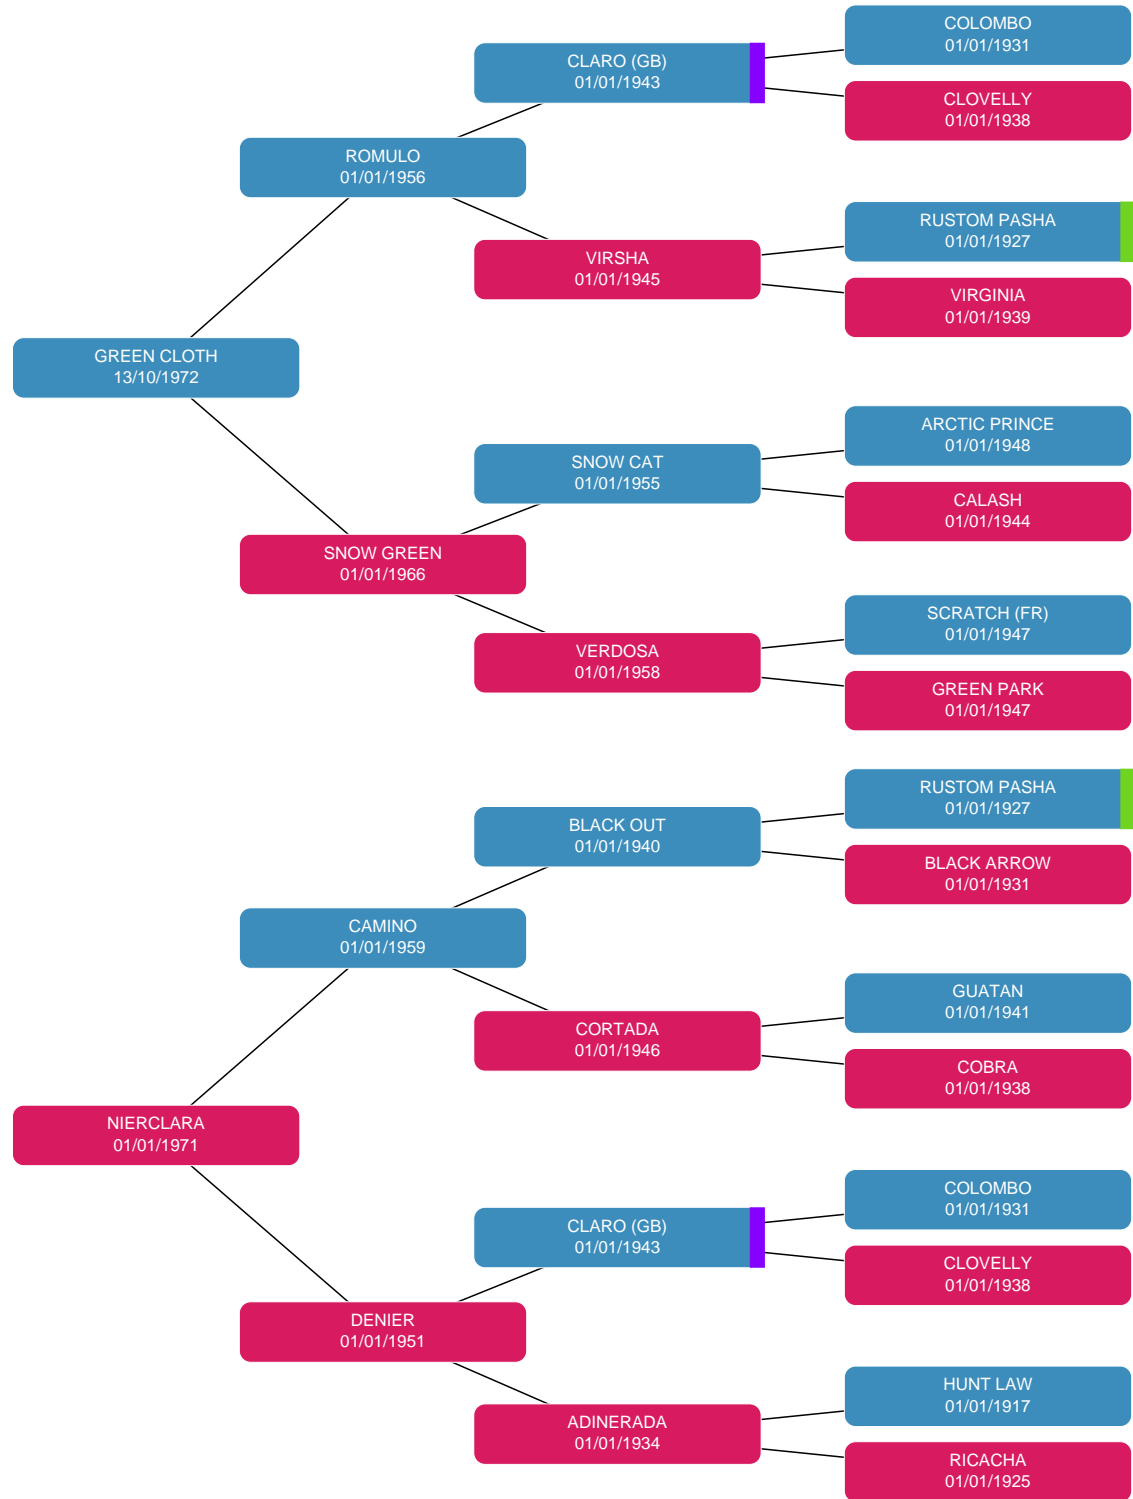 COLOMBO
01/01/1931
CLARO (GB)
01/01/1943
CLOVELLY
01/01/1938
ROMULO
01/01/1956
RUSTOM PASHA
01/01/1927
VIRSHA
01/01/1945
VIRGINIA
01/01/1939
GREEN CLOTH
13/10/1972
ARCTIC PRINCE
01/01/1948
SNOW CAT
01/01/1955
CALASH
01/01/1944
SNOW GREEN
01/01/1966
SCRATCH (FR)
01/01/1947
VERDOSA
01/01/1958
GREEN PARK
01/01/1947
RUSTOM PASHA
01/01/1927
BLACK OUT
01/01/1940
BLACK ARROW
01/01/1931
CAMINO
01/01/1959
GUATAN
01/01/1941
CORTADA
01/01/1946
COBRA
01/01/1938
NIERCLARA
01/01/1971
COLOMBO
01/01/1931
CLARO (GB)
01/01/1943
CLOVELLY
01/01/1938
DENIER
01/01/1951
HUNT LAW
01/01/1917
ADINERADA
01/01/1934
RICACHA
01/01/1925